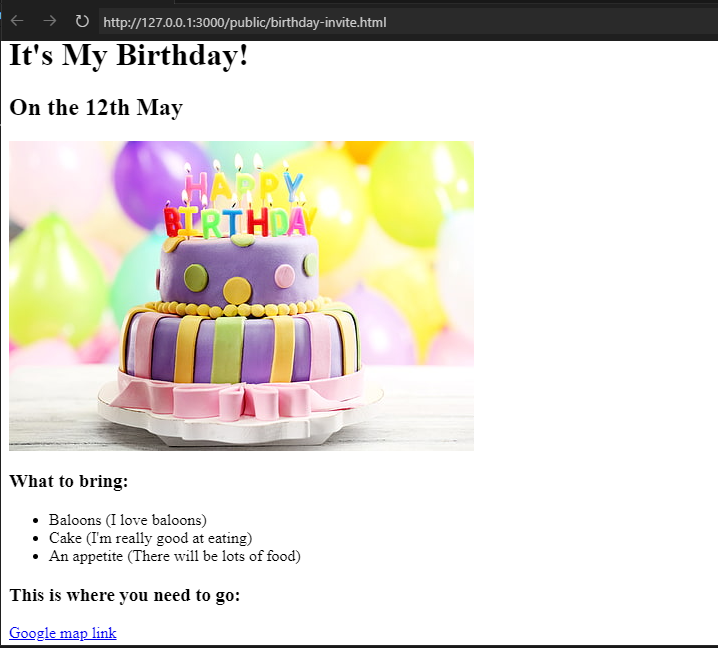 http://127.0.0.1:3000/public/birthday-invite.html
It's My Birthday!
On the 12th May
HAPPY
BIRTHDAY
What to bring:
Baloons (I love baloons)
Cake (I'm really good at eating)
An appetite (There will be lots of food)
This is where you need to go:
Google map link